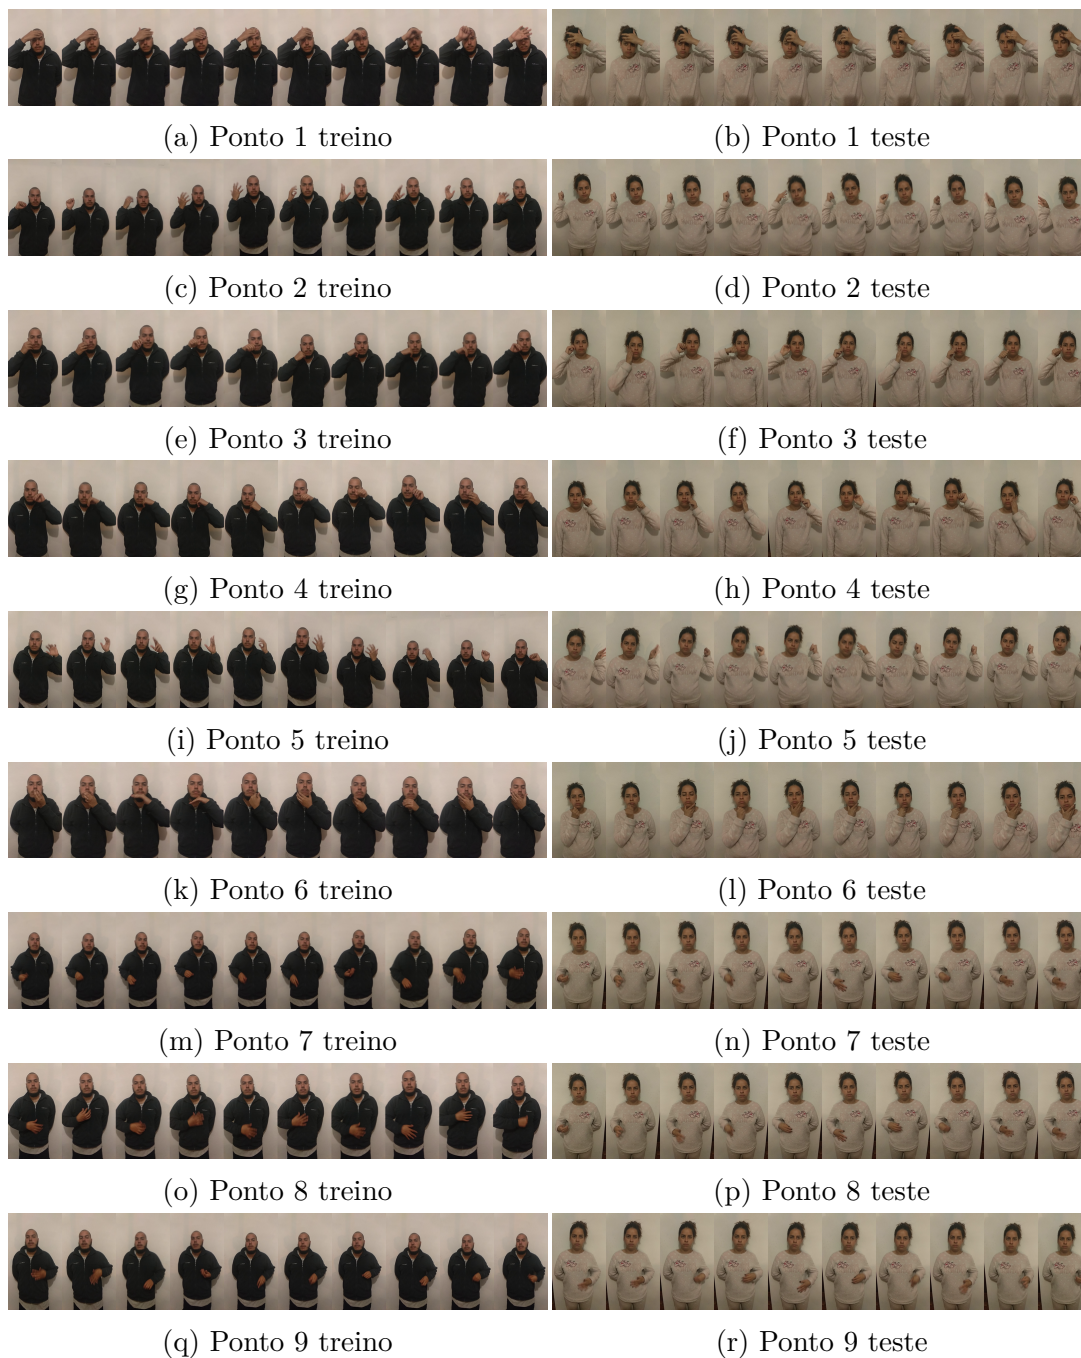 (a) Ponto 1 treino
(b) Ponto 1 teste
(c) Ponto 2 treino
(d) Ponto 2 teste
(e) Ponto 3 treino
(f) Ponto 3 teste
(g) Ponto 4 treino
(h) Ponto 4 teste
(i) Ponto 5 treino
(j) Ponto 5 teste
(k) Ponto 6 treino
(l) Ponto 6 teste
(m) Ponto 7 treino
(n) Ponto 7 teste
(o) Ponto 8 treino
(p) Ponto 8 teste
(q) Ponto 9 treino
(r) Ponto 9 teste